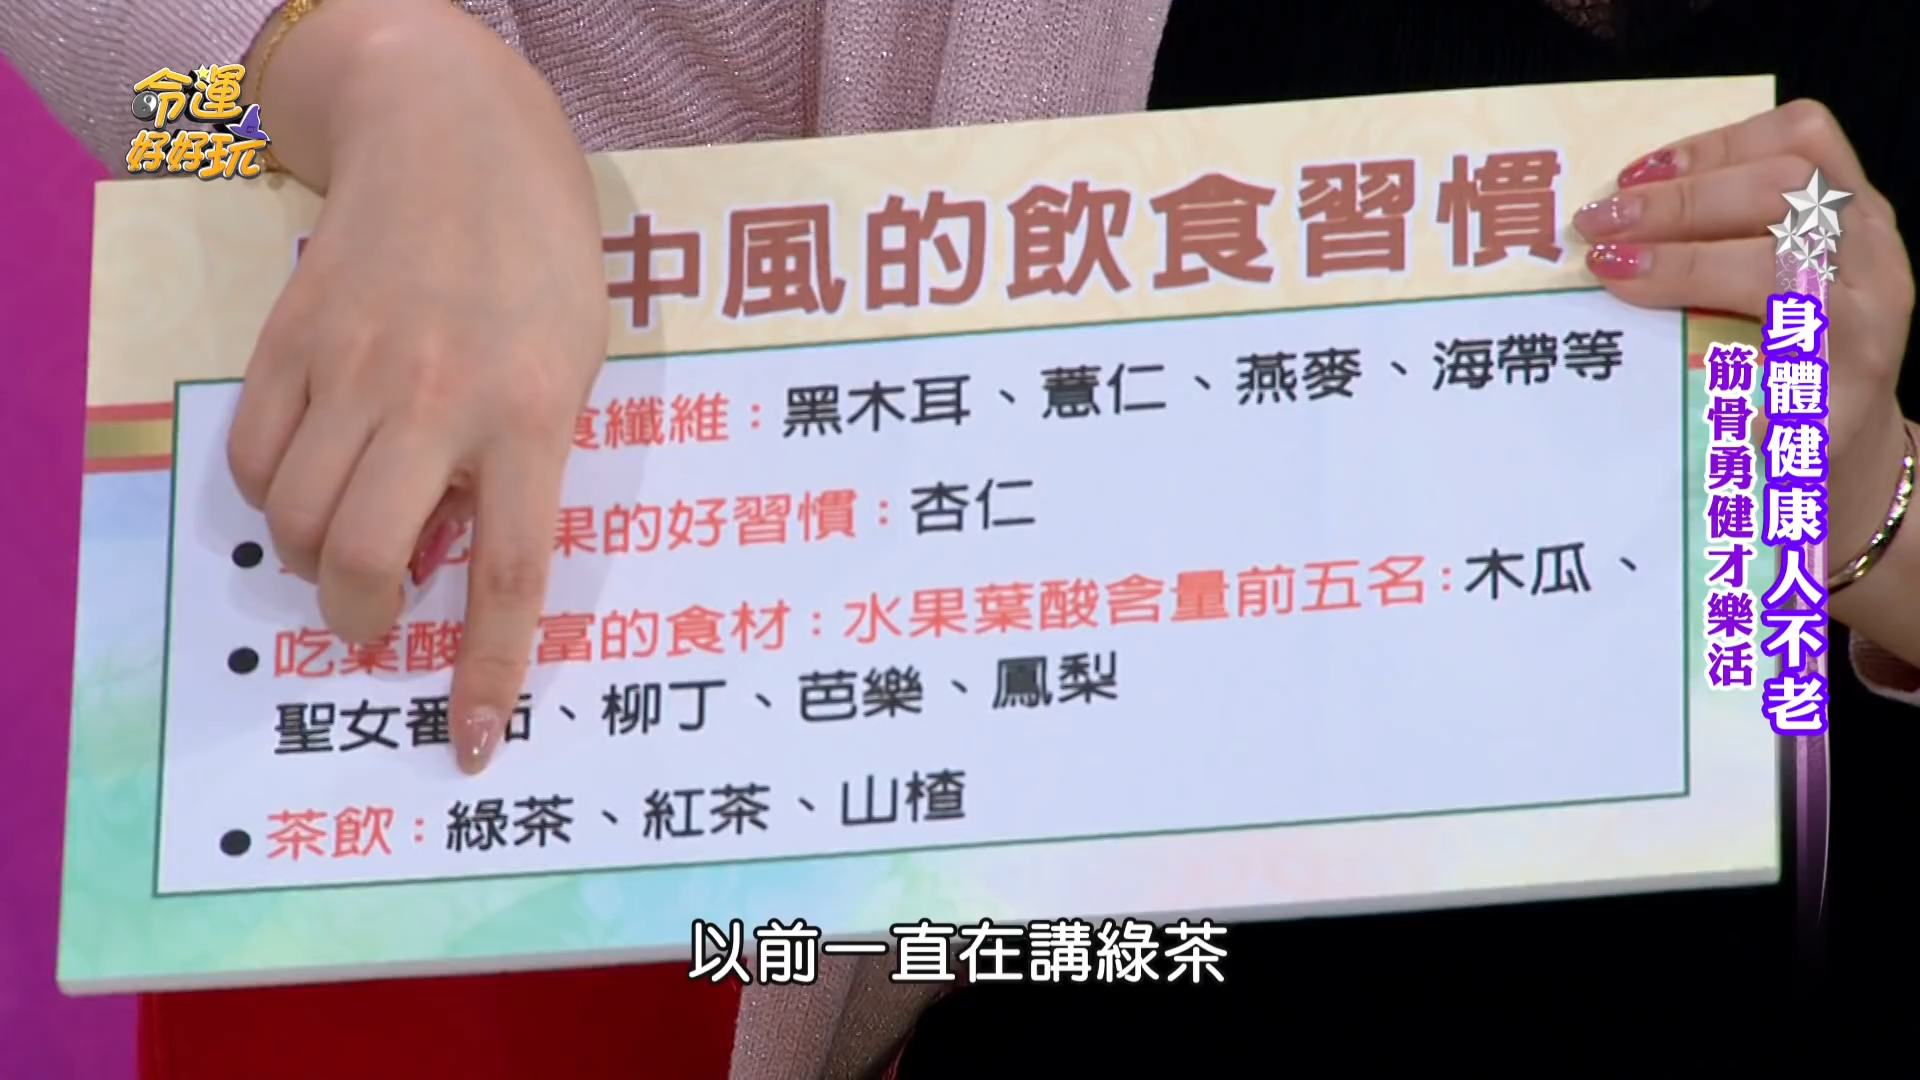 命運
好好玩
中風的飲食習慣
食纖維：黑木耳、薏仁、燕麥、海帶等
果的好習慣：杏仁
吃葉酸豐富的食材：水果葉酸含量前五名：木瓜、
聖女番茄、柳丁、芭樂、鳳梨
茶飲：綠茶、紅茶、山楂
身體健康人不老
筋骨勇健才樂活
以前一直在講綠茶